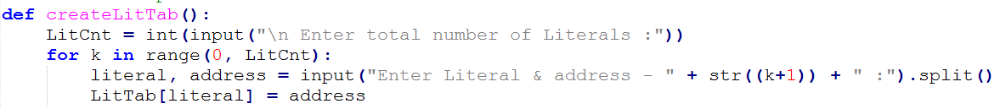 def createLitTab():
    LitCnt = int(input("\n Enter total number of Literals :"))
    for k in range(0, LitCnt):
        literal, address = input("Enter Literal & address - " + str((k+1)) + " :").split()
        LitTab[literal] = address